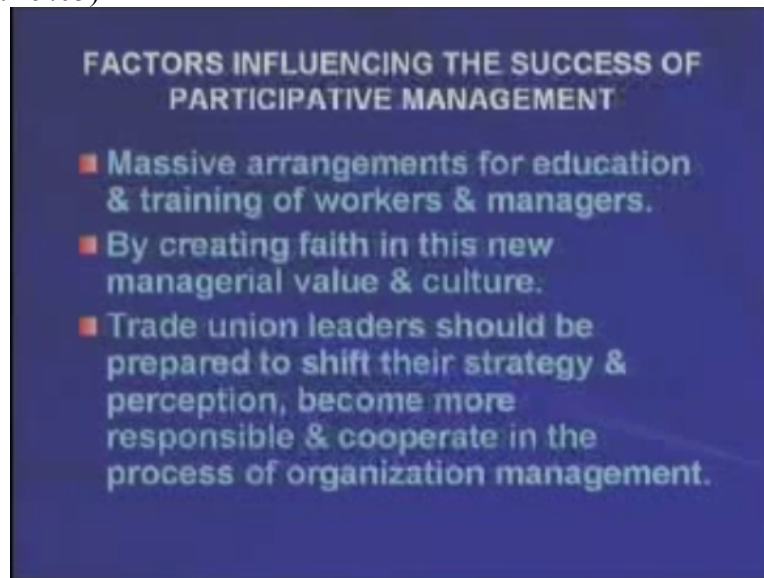 FACTORS INFLUENCING THE SUCCESS OF
PARTICIPATIVE MANAGEMENT
Massive arrangements for education
& training of workers & managers.
By creating faith in this new
managerial value & culture.
Trade union leaders should be
prepared to shift their strategy &
perception, become more
responsible & cooperate in the
process of organization management.